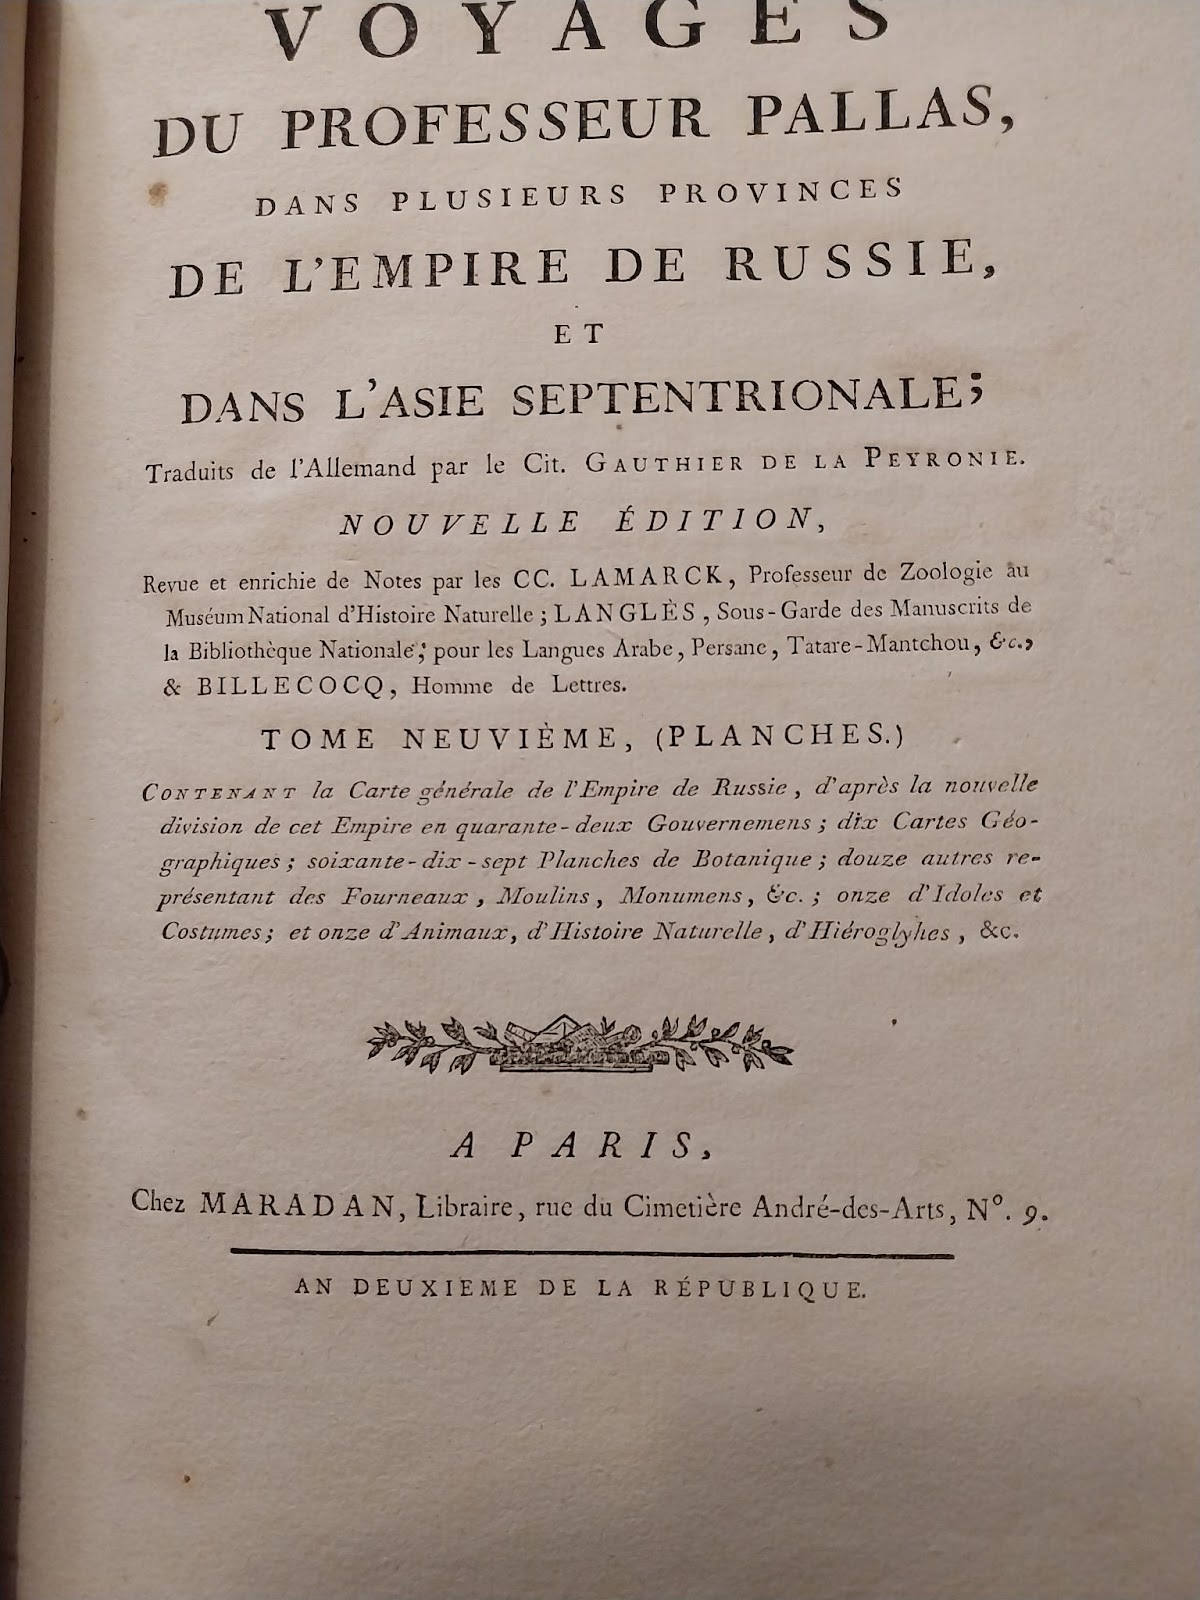 VOYAGES
DU PROFESSEUR PALLAS,
DANS PLUSIEURS PROVINCES
DE L'EMPIRE DE RUSSIE,
ET
DANS L'ASIE SEPTENTRIONALE;
Traduits de l'Allemand par le Cit. GAUTHIER DE LA PEYRONIE.
NOUVELLE ÉDITION,
Revue et enrichie de Notes par les CC. LAMARCK, Professeur de Zoologie au
Muséum National d'Histoire Naturelle; LANGLÈS, Sous-Garde des Manuscrits de
la Bibliothèque Nationale, pour les Langues Arabe, Persane, Tatare-Mantchou, &c.,
& BILLECOCQ, Homme de Lettres.
TOME NEUVIÈME, (PLANCHES.)
CONTENANT la Carte générale de l'Empire de Russie, d'après la nouvelle
division de cet Empire en quarante-deux Gouvernemens; dix Cartes Géo-
graphiques; soixante-dix-sept Planches de Botanique; douze autres re-
présentant des Fourneaux, Moulins, Monumens, &c.; onze d'Idoles et
Costumes; et onze d'Animaux, d'Histoire Naturelle, d'Hiéroglyhes, &c.
A PARIS,
Chez MARADAN, Libraire, rue du Cimetière André-des-Arts, N°. 9.
AN DEUXIEME DE LA RÉPUBLIQUE.